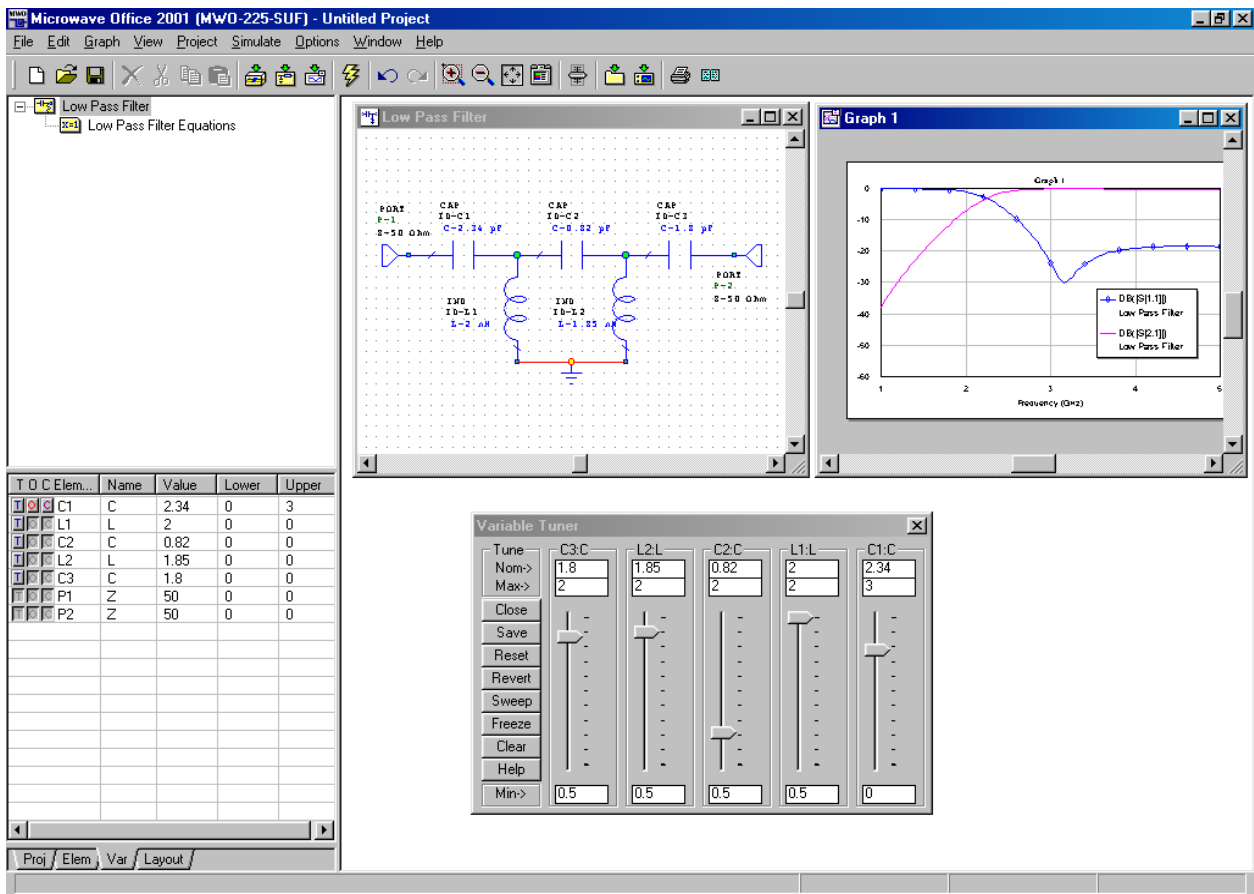 Microwave Office 2001 (MWO-225-SUF) - Untitled Project
File Edit Graph View Project Simulate Options Window Help
Low Pass Filter
X=1 Low Pass Filter Equations
Low Pass Filter
PORT
P=1
Z=50 Ohm
CAP
ID=C1
C=2.34 pF
CAP
ID=C2
C=0.82 pF
CAP
ID=C3
C=1.8 pF
PORT
P=2
Z=50 Ohm
IND
ID=L1
L=2 nH
IND
ID=L2
L=1.85 nH
Graph 1
Graph 1
0
-10
-20
-30
-40
-50
-60
1 2 3 4 5
Frequency (GHz)
DB(|S[1,1]|)
Low Pass Filter
DB(|S[2,1]|)
Low Pass Filter
T O C Elem... Name Value Lower Upper
T O C C1 C 2.34 0 3
T O C L1 L 2 0 0
T O C C2 C 0.82 0 0
T O C L2 L 1.85 0 0
T O C C3 C 1.8 0 0
T O C P1 Z 50 0 0
T O C P2 Z 50 0 0
Variable Tuner
Tune C3:C L2:L C2:C L1:L C1:C
Nom-> 1.8 1.85 0.82 2 2.34
Max-> 2 2 2 2 3
Close
Save
Reset
Revert
Sweep
Freeze
Clear
Help
Min-> 0.5 0.5 0.5 0.5 0
Proj Elem Var Layout